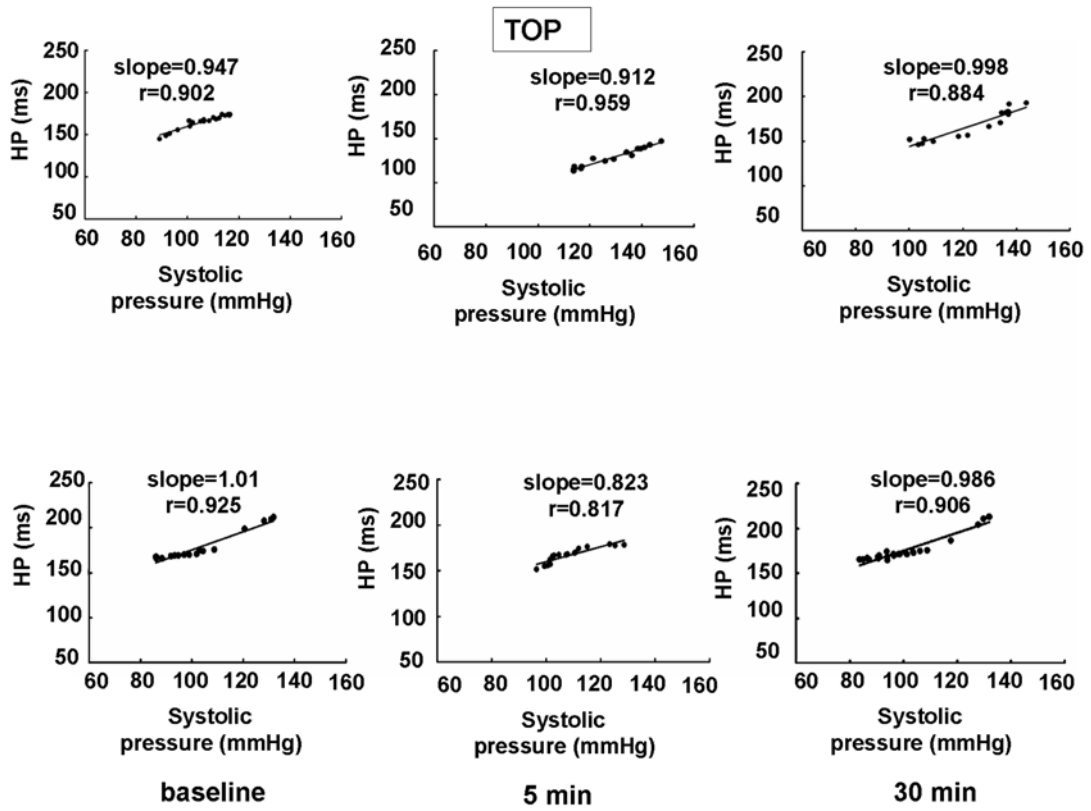 TOP
250
200
150
100
50
HP (ms)
slope=0.947
r=0.902
60 80 100 120 140 160
Systolic
pressure (mmHg)
250
200
150
100
50
HP (ms)
slope=0.912
r=0.959
60 80 100 120 140 160
Systolic
pressure (mmHg)
250
200
150
100
50
HP (ms)
slope=0.998
r=0.884
60 80 100 120 140 160
Systolic
pressure (mmHg)
250
200
150
100
50
HP (ms)
slope=1.01
r=0.925
60 80 100 120 140 160
Systolic
pressure (mmHg)
250
200
150
100
50
HP (ms)
slope=0.823
r=0.817
60 80 100 120 140 160
Systolic
pressure (mmHg)
250
200
150
100
50
HP (ms)
slope=0.986
r=0.906
60 80 100 120 140 160
Systolic
pressure (mmHg)
baseline
5 min
30 min